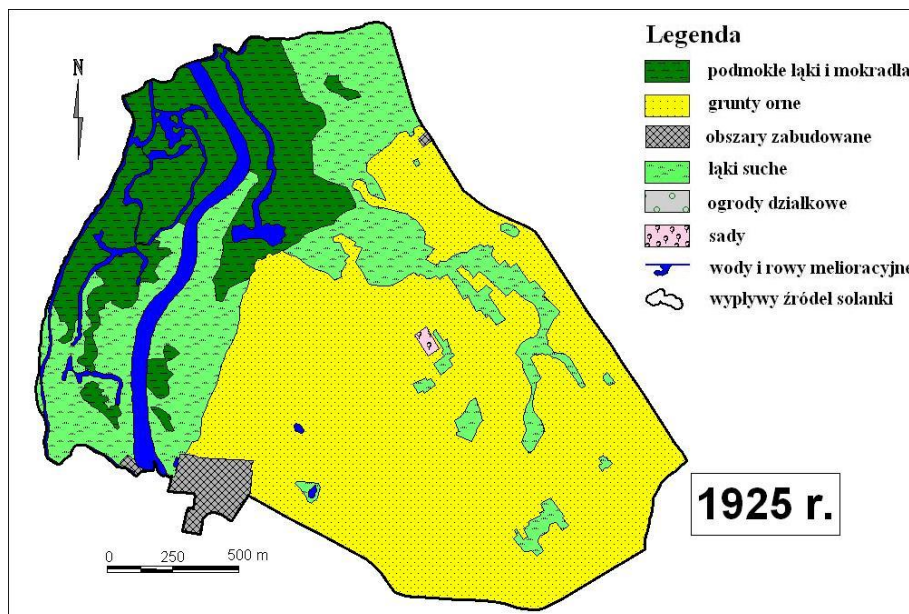 Legenda
N
podmokłe łąki i mokradła
grunty orne
obszary zabudowane
łąki suche
ogrody działkowe
sady
wody i rowy melioracyjne
wypływy źródeł solanki
1925 r.
0 250 500 m